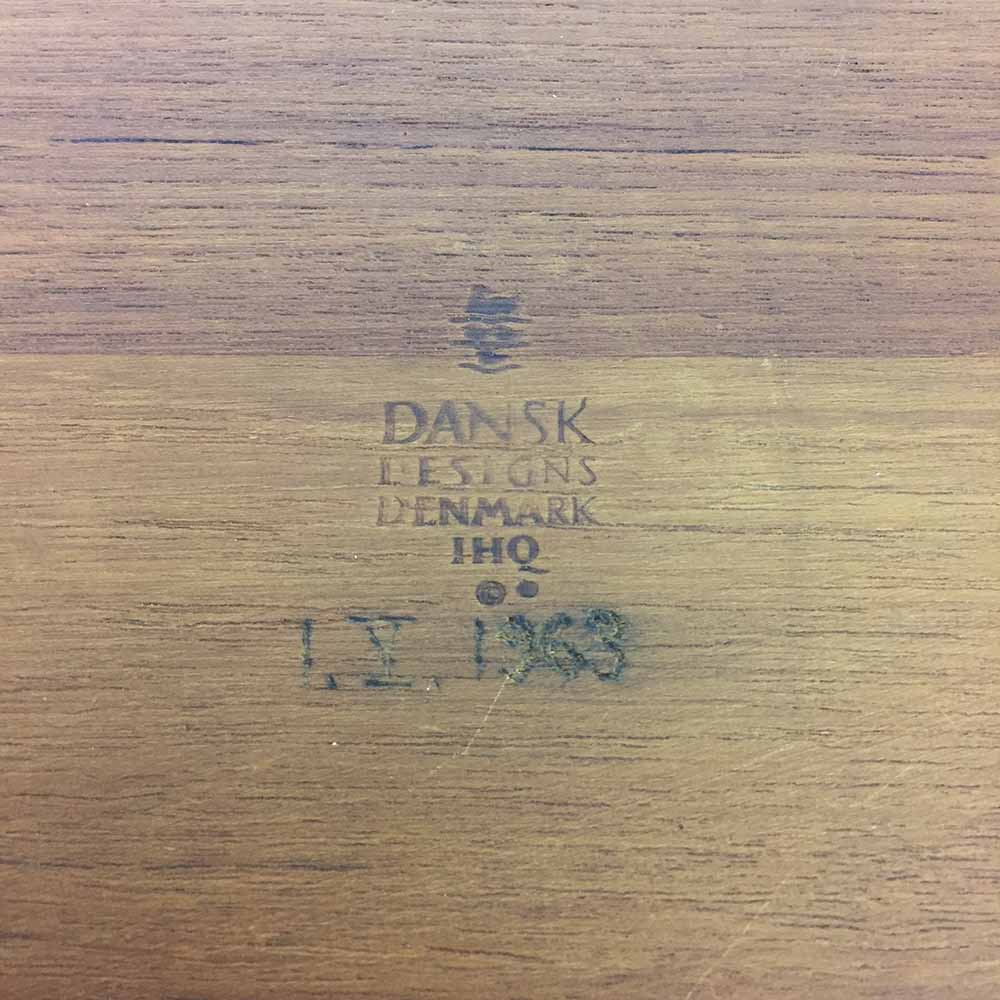 DANSK
DESIGNS
DENMARK
IHQ
©
I.V.1963